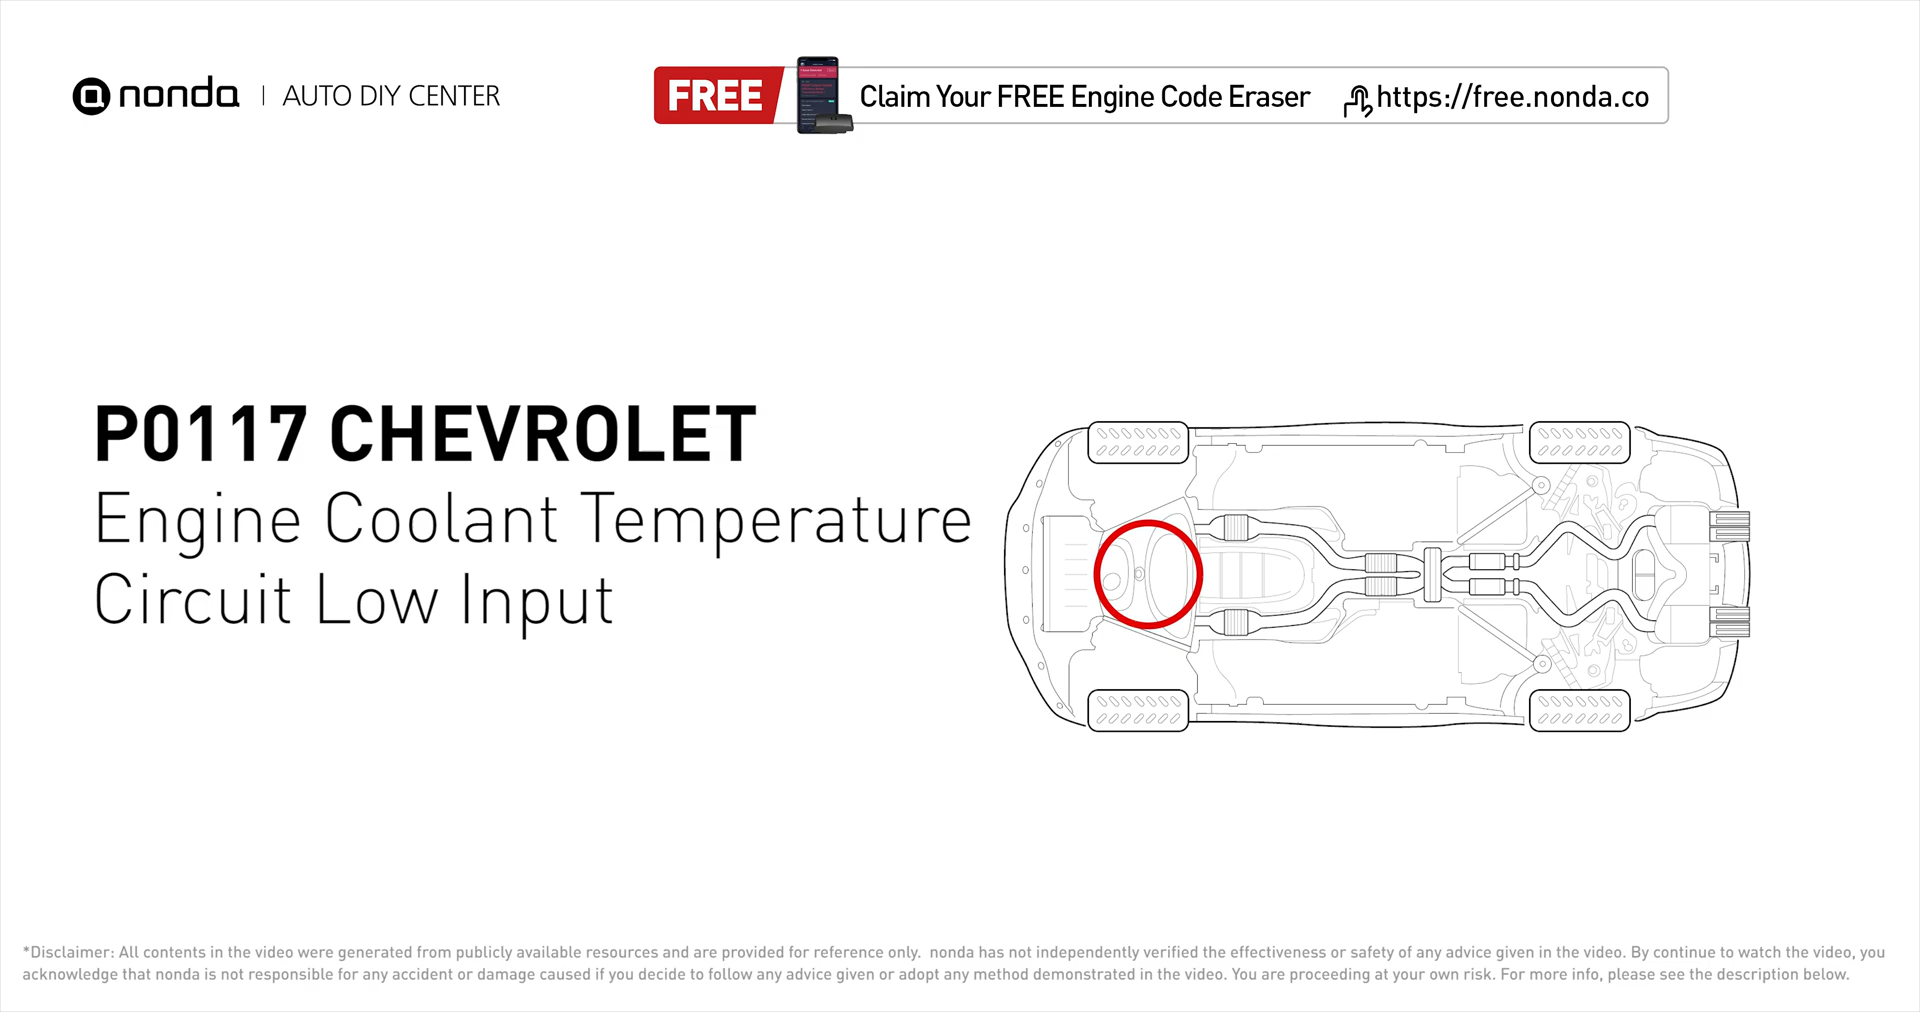 nonda | AUTO DIY CENTER
FREE Claim Your FREE Engine Code Eraser https://free.nonda.co
P0117 CHEVROLET
Engine Coolant Temperature
Circuit Low Input
*Disclaimer: All contents in the video were generated from publicly available resources and are provided for reference only. nonda has not independently verified the effectiveness or safety of any advice given in the video. By continue to watch the video, you
acknowledge that nonda is not responsible for any accident or damage caused if you decide to follow any advice given or adopt any method demonstrated in the video. You are proceeding at your own risk. For more info, please see the description below.